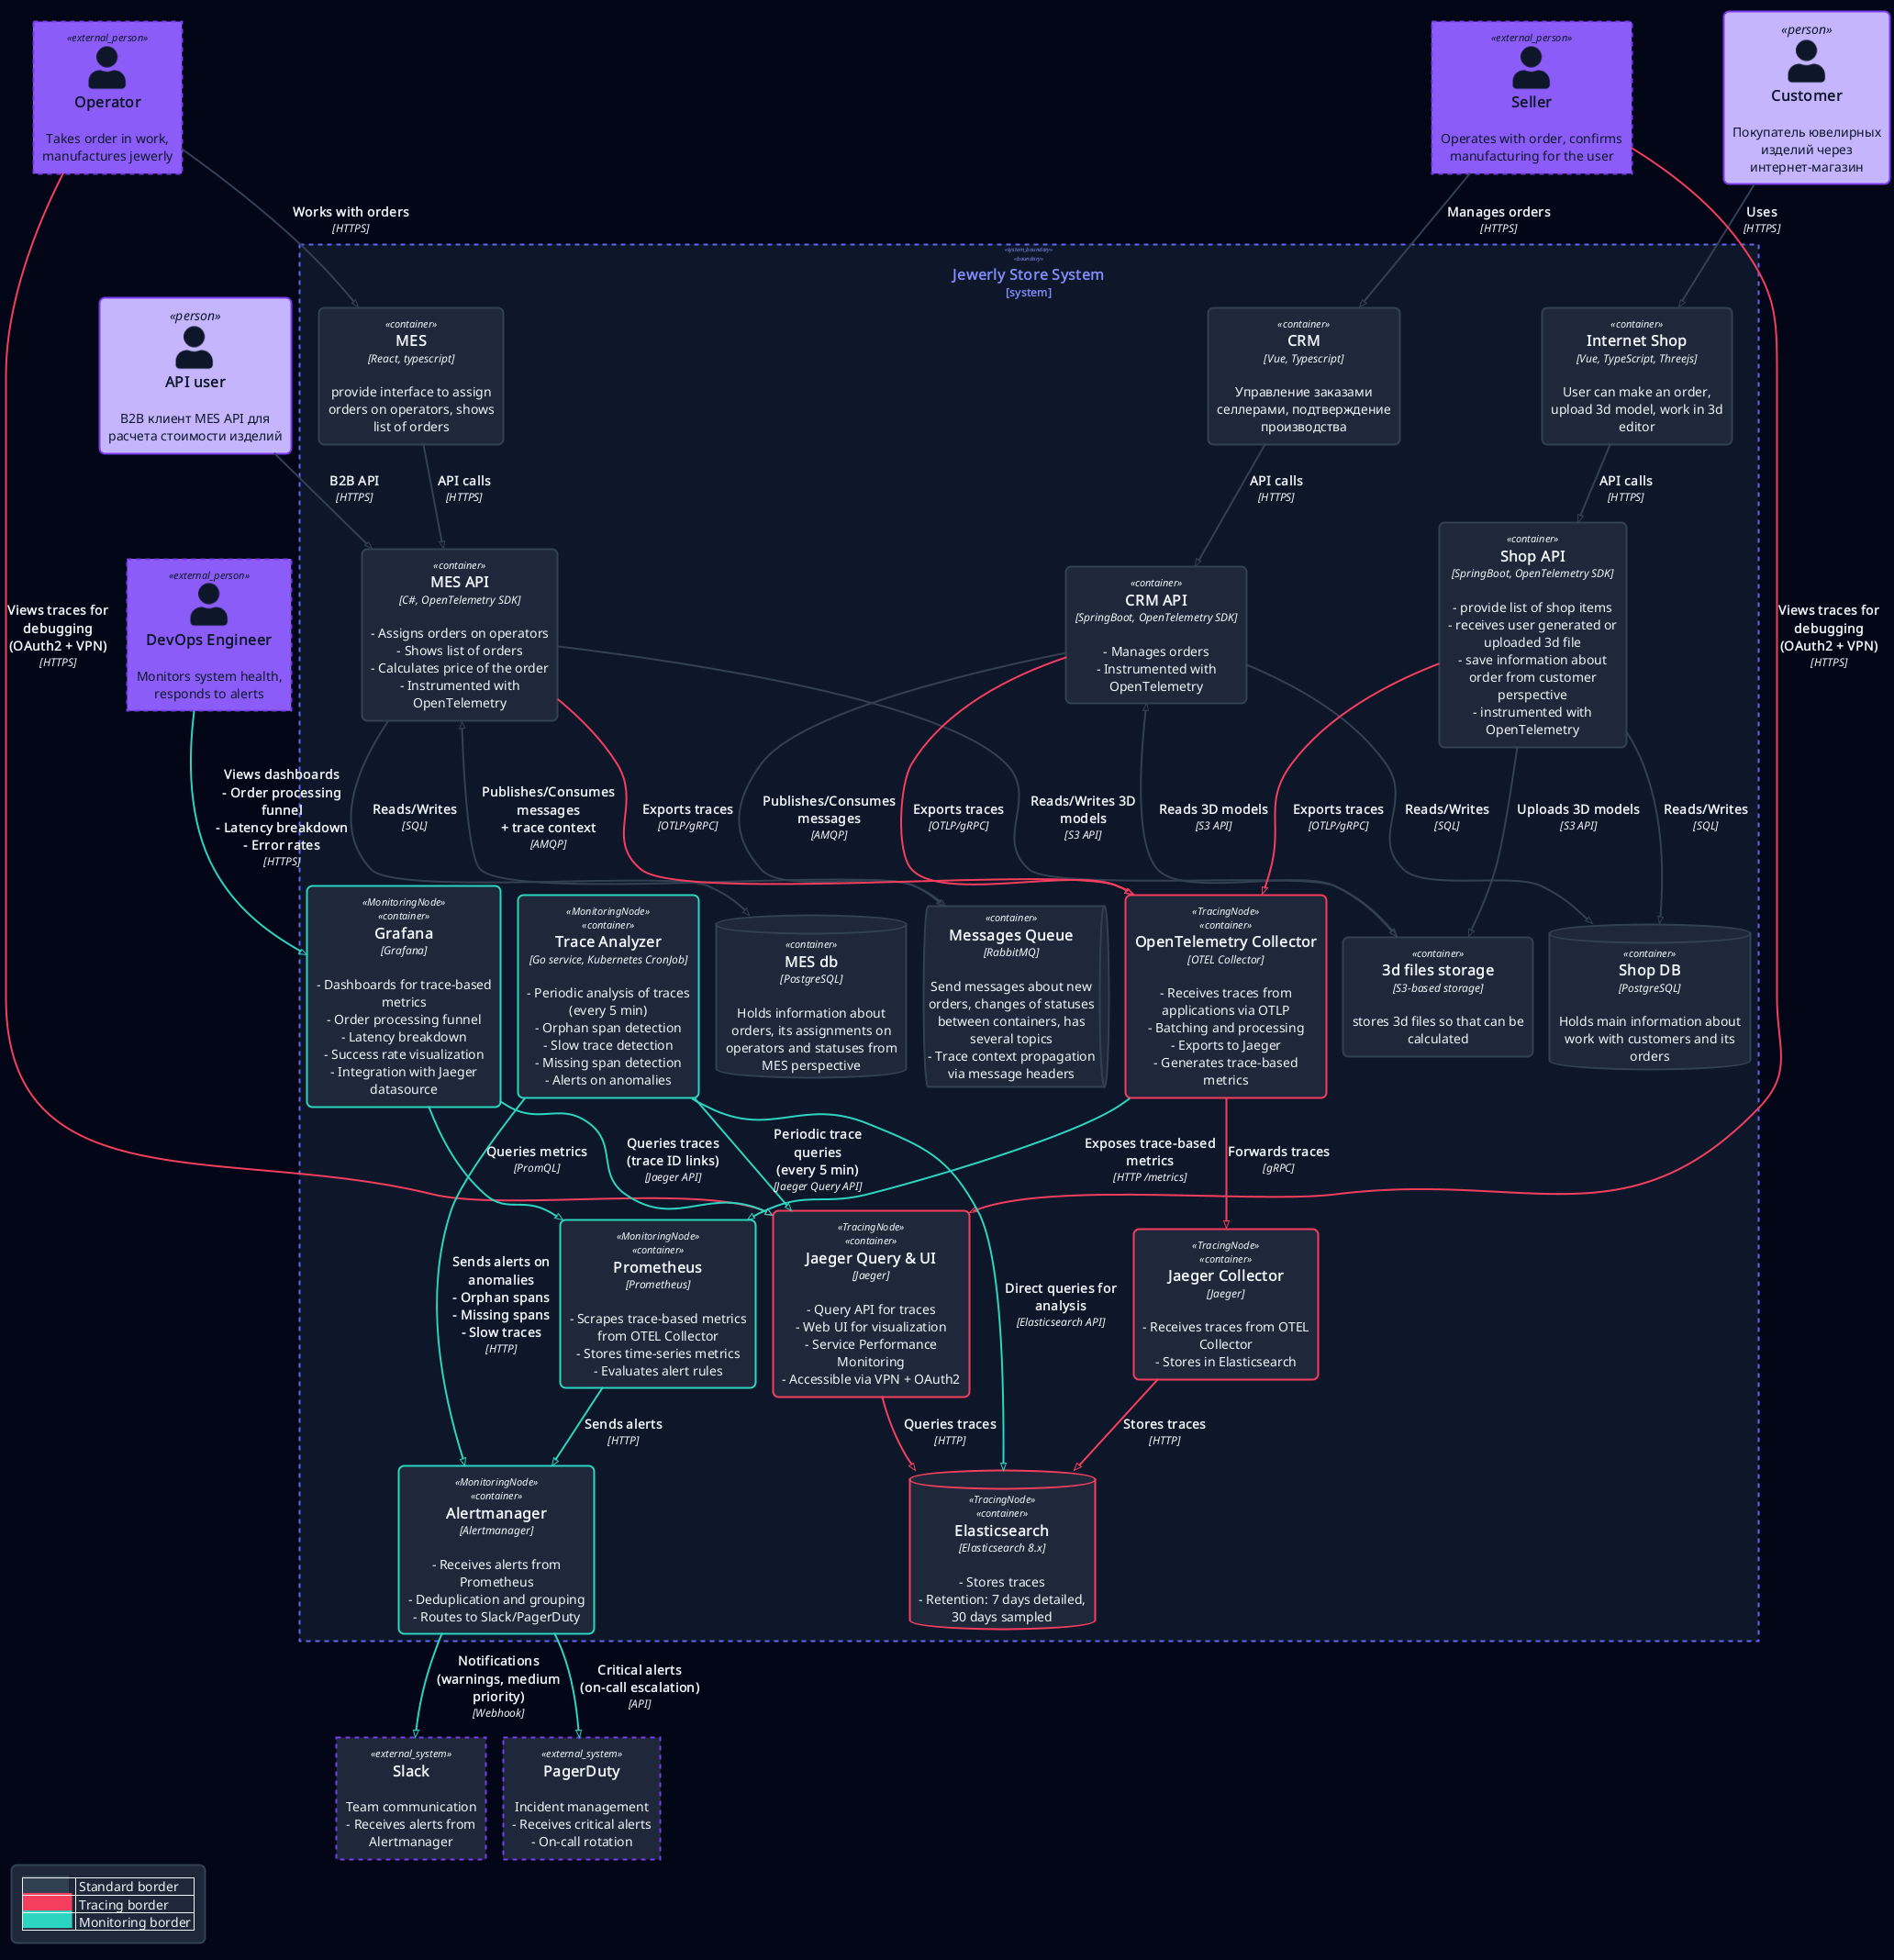 «external_person»
Operator
Takes order in work,
manufactures jewerly
«external_person»
Seller
Operates with order, confirms
manufacturing for the user
«person»
Customer
Покупатель ювелирных
изделий через
интернет-магазин
Works with orders
[HTTPS]
Manages orders
[HTTPS]
Uses
[HTTPS]
«system_boundary»
«boundary»
Jewerly Store System
[system]
«person»
API user
B2B клиент MES API для
расчета стоимости изделий
«container»
MES
[React, typescript]
provide interface to assign
orders on operators, shows
list of orders
«container»
CRM
[Vue, Typescript]
Управление заказами
селлерами, подтверждение
производства
«container»
Internet Shop
[Vue, TypeScript, Threejs]
User can make an order,
upload 3d model, work in 3d
editor
B2B API
[HTTPS]
API calls
[HTTPS]
API calls
[HTTPS]
API calls
[HTTPS]
«external_person»
DevOps Engineer
Monitors system health,
responds to alerts
«container»
MES API
[C#, OpenTelemetry SDK]
- Assigns orders on operators
- Shows list of orders
- Calculates price of the order
- Instrumented with
OpenTelemetry
«container»
CRM API
[SpringBoot, OpenTelemetry SDK]
- Manages orders
- Instrumented with
OpenTelemetry
«container»
Shop API
[SpringBoot, OpenTelemetry SDK]
- provide list of shop items
- receives user generated or
uploaded 3d file
- save information about
order from customer
perspective
- instrumented with
OpenTelemetry
Views traces for
debugging
(OAuth2 + VPN)
[HTTPS]
Views traces for
debugging
(OAuth2 + VPN)
[HTTPS]
Views dashboards
- Order processing
funnel
- Latency breakdown
- Error rates
[HTTPS]
Reads/Writes
[SQL]
Publishes/Consumes
messages
+ trace context
[AMQP]
Exports traces
[OTLP/gRPC]
Publishes/Consumes
messages
[AMQP]
Exports traces
[OTLP/gRPC]
Reads/Writes 3D
models
[S3 API]
Reads 3D models
[S3 API]
Exports traces
[OTLP/gRPC]
Reads/Writes
[SQL]
Uploads 3D models
[S3 API]
Reads/Writes
[SQL]
«MonitoringNode»
«container»
Grafana
[Grafana]
- Dashboards for trace-based
metrics
- Order processing funnel
- Latency breakdown
- Success rate visualization
- Integration with Jaeger
datasource
«MonitoringNode»
«container»
Trace Analyzer
[Go service, Kubernetes CronJob]
- Periodic analysis of traces
(every 5 min)
- Orphan span detection
- Slow trace detection
- Missing span detection
- Alerts on anomalies
«container»
MES db
[PostgreSQL]
Holds information about
orders, its assignments on
operators and statuses from
MES perspective
«container»
Messages Queue
[RabbitMQ]
Send messages about new
orders, changes of statuses
between containers, has
several topics
- Trace context propagation
via message headers
«TracingNode»
«container»
OpenTelemetry Collector
[OTEL Collector]
- Receives traces from
applications via OTLP
- Batching and processing
- Exports to Jaeger
- Generates trace-based
metrics
«container»
3d files storage
[S3-based storage]
stores 3d files so that can be
calculated
«container»
Shop DB
[PostgreSQL]
Holds main information about
work with customers and its
orders
Queries metrics
[PromQL]
Queries traces
(trace ID links)
[Jaeger API]
Periodic trace
queries
(every 5 min)
[Jaeger Query API]
Exposes trace-based
metrics
[HTTP /metrics]
Forwards traces
[gRPC]
Sends alerts on
anomalies
- Orphan spans
- Missing spans
- Slow traces
[HTTP]
«MonitoringNode»
«container»
Prometheus
[Prometheus]
- Scrapes trace-based metrics
from OTEL Collector
- Stores time-series metrics
- Evaluates alert rules
«TracingNode»
«container»
Jaeger Query & UI
[Jaeger]
- Query API for traces
- Web UI for visualization
- Service Performance
Monitoring
- Accessible via VPN + OAuth2
Direct queries for
analysis
[Elasticsearch API]
«TracingNode»
«container»
Jaeger Collector
[Jaeger]
- Receives traces from OTEL
Collector
- Stores in Elasticsearch
Sends alerts
[HTTP]
Queries traces
[HTTP]
Stores traces
[HTTP]
«MonitoringNode»
«container»
Alertmanager
[Alertmanager]
- Receives alerts from
Prometheus
- Deduplication and grouping
- Routes to Slack/PagerDuty
«TracingNode»
«container»
Elasticsearch
[Elasticsearch 8.x]
- Stores traces
- Retention: 7 days detailed,
30 days sampled
Notifications
(warnings, medium
priority)
[Webhook]
Critical alerts
(on-call escalation)
[API]
«external_system»
Slack
Team communication
- Receives alerts from
Alertmanager
«external_system»
PagerDuty
Incident management
- Receives critical alerts
- On-call rotation
Standard border
Tracing border
Monitoring border